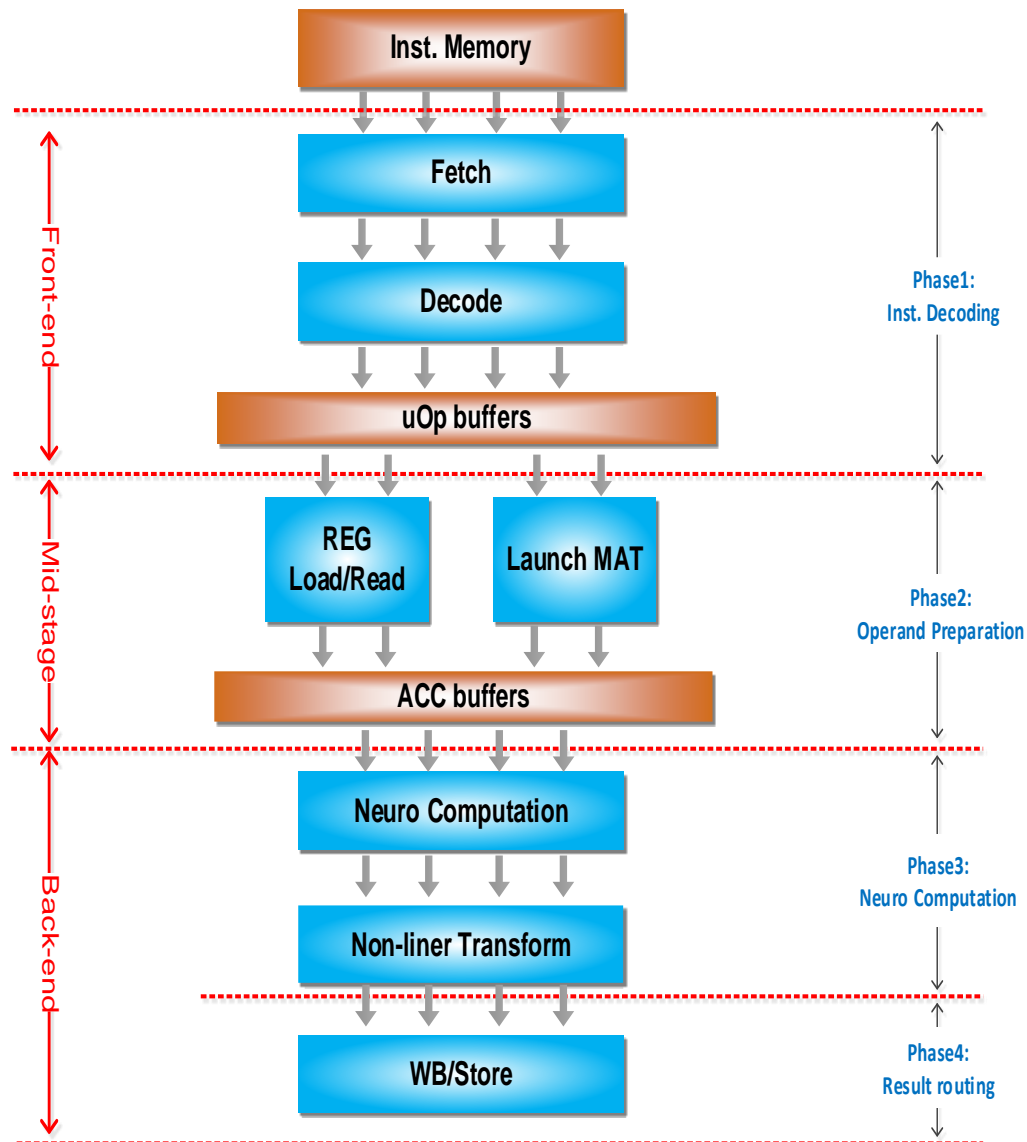 Inst. Memory
Fetch
Front-end
Phase1:
Inst. Decoding
Decode
uOp buffers
REG
Load/Read
Launch MAT
Mid-stage
Phase2:
Operand Preparation
ACC buffers
Neuro Computation
Back-end
Phase3:
Neuro Computation
Non-liner Transform
WB/Store
Phase4:
Result routing